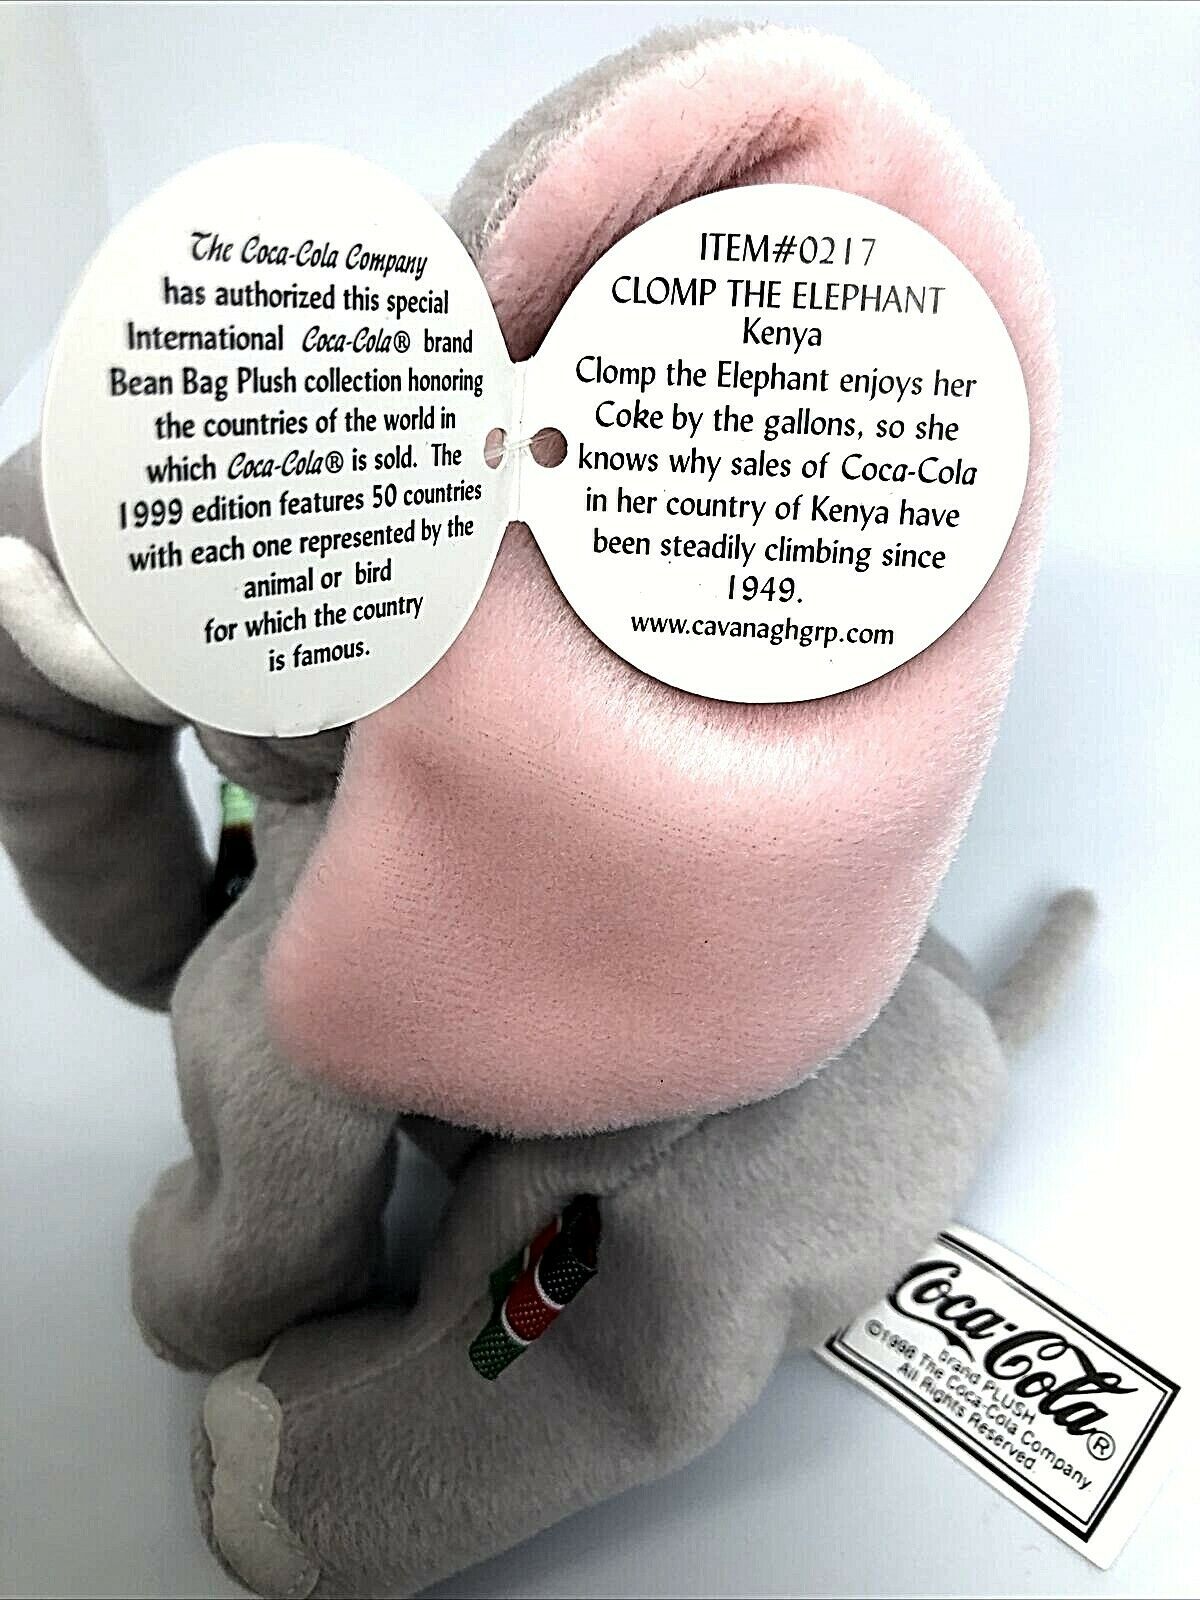 The Coca-Cola Company
has authorized this special
International Coca-Cola® brand
Bean Bag Plush collection honoring
the countries of the world in
which Coca-Cola® is sold. The
1999 edition features 50 countries
with each one represented by the
animal or bird
for which the country
is famous.
ITEM#0217
CLOMP THE ELEPHANT
Kenya
Clomp the Elephant enjoys her
Coke by the gallons, so she
knows why sales of Coca-Cola
in her country of Kenya have
been steadily climbing since
1949.
www.cavanaghgrp.com
Coca-Cola®
brand PLUSH
©1998 The Coca-Cola Company.
All Rights Reserved.